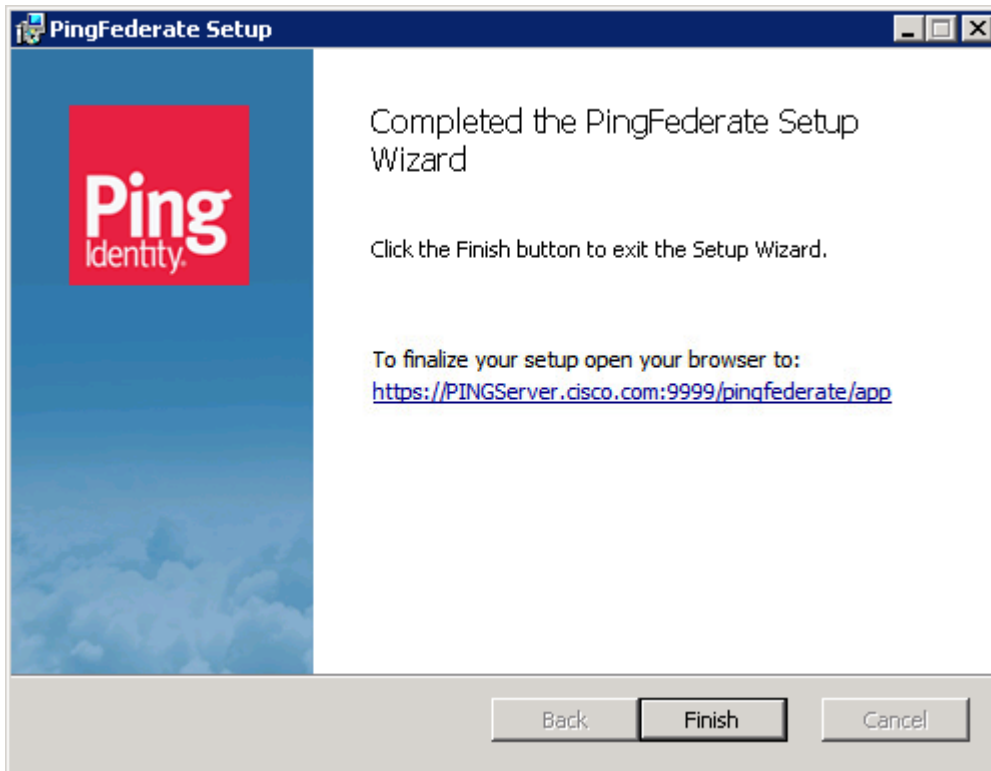 PingFederate Setup
Ping
Identity.
Completed the PingFederate Setup
Wizard
Click the Finish button to exit the Setup Wizard.
To finalize your setup open your browser to:
https://PINGServer.cisco.com:9999/pingfederate/app
Back
Finish
Cancel